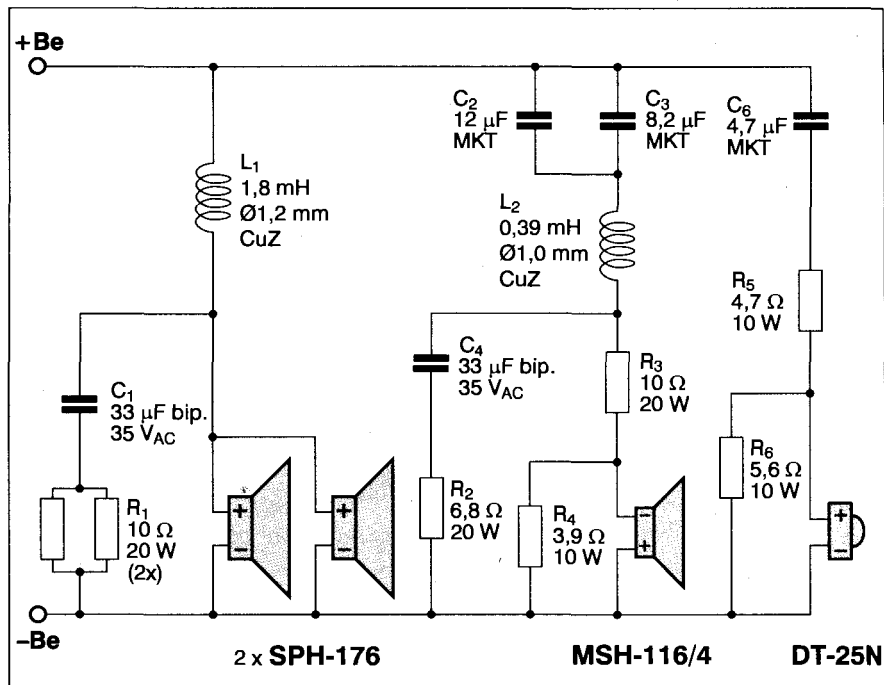 +Be
L1
1,8 mH
Ø1,2 mm
CuZ
C1
33 µF bip.
35 VAC
R1
10 Ω
20 W
(2x)
+
−
+
−
C2
12 µF
MKT
C3
8,2 µF
MKT
L2
0,39 mH
Ø1,0 mm
CuZ
C4
33 µF bip.
35 VAC
R2
6,8 Ω
20 W
R3
10 Ω
20 W
R4
3,9 Ω
10 W
−
+
C6
4,7 µF
MKT
R5
4,7 Ω
10 W
R6
5,6 Ω
10 W
+
−
−Be
2 x SPH-176
MSH-116/4
DT-25N